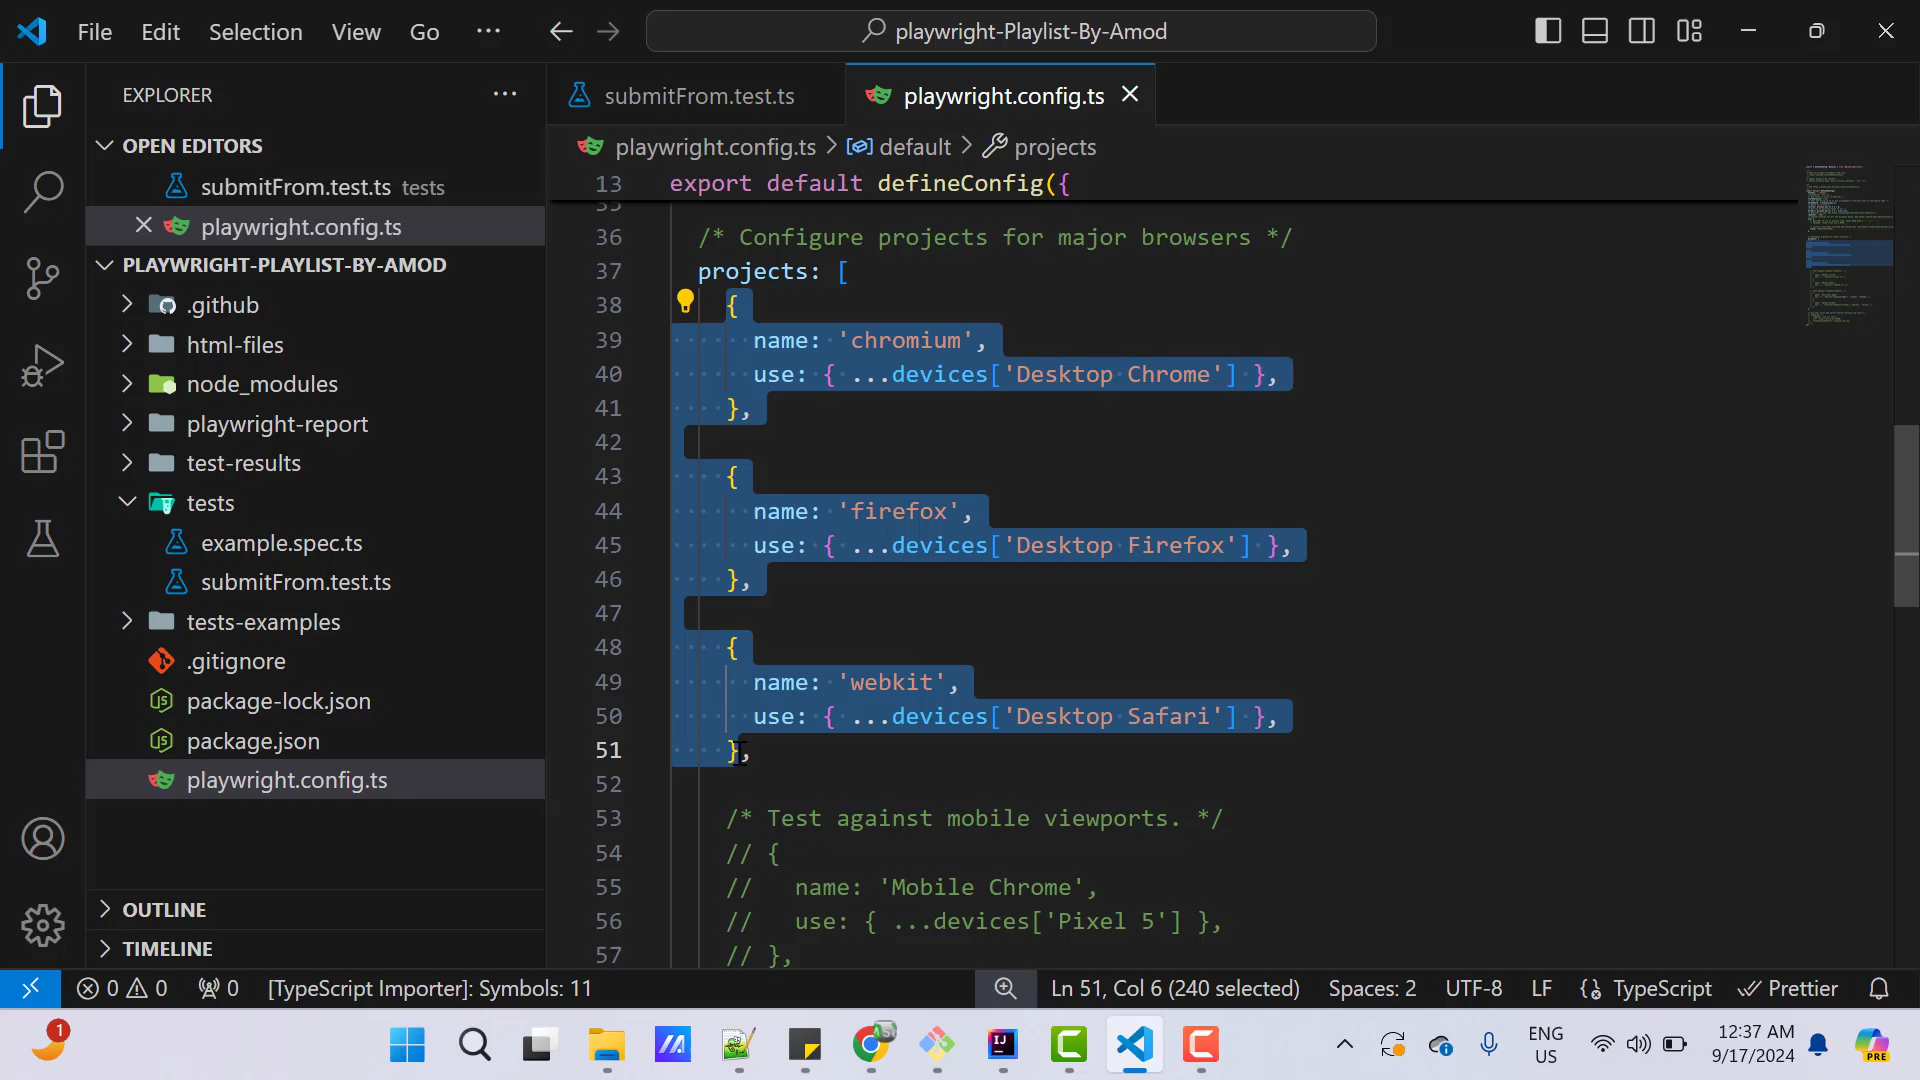 File Edit Selection View Go ··· playwright-Playlist-By-Amod
EXPLORER ···
OPEN EDITORS
submitFrom.test.ts tests
playwright.config.ts
PLAYWRIGHT-PLAYLIST-BY-AMOD
.github
html-files
node_modules
playwright-report
test-results
tests
example.spec.ts
submitFrom.test.ts
tests-examples
.gitignore
package-lock.json
package.json
playwright.config.ts
OUTLINE
TIMELINE
submitFrom.test.ts playwright.config.ts
playwright.config.ts > default > projects
13 export default defineConfig({
35
36 /* Configure projects for major browsers */
37 projects: [
38 {
39 name: 'chromium',
40 use: { ...devices['Desktop Chrome'] },
41 },
42
43 {
44 name: 'firefox',
45 use: { ...devices['Desktop Firefox'] },
46 },
47
48 {
49 name: 'webkit',
50 use: { ...devices['Desktop Safari'] },
51 },
52
53 /* Test against mobile viewports. */
54 // {
55 // name: 'Mobile Chrome',
56 // use: { ...devices['Pixel 5'] },
57 // },
0 0 0 [TypeScript Importer]: Symbols: 11 Ln 51, Col 6 (240 selected) Spaces: 2 UTF-8 LF TypeScript Prettier
1 ENG US 12:37 AM 9/17/2024 PRE